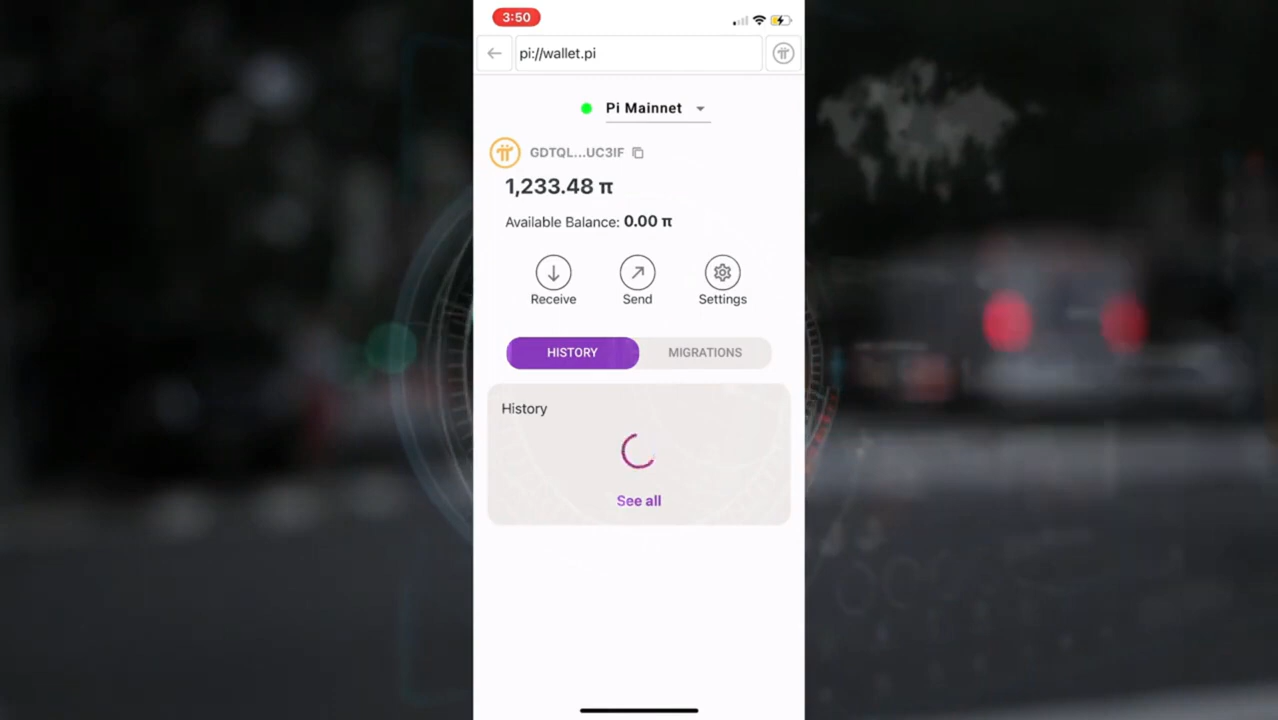 3:50
pi://wallet.pi
Pi Mainnet
GDTQL...UC3IF
1,233.48 π
Available Balance: 0.00 π
Receive Send Settings
HISTORY MIGRATIONS
History
See all